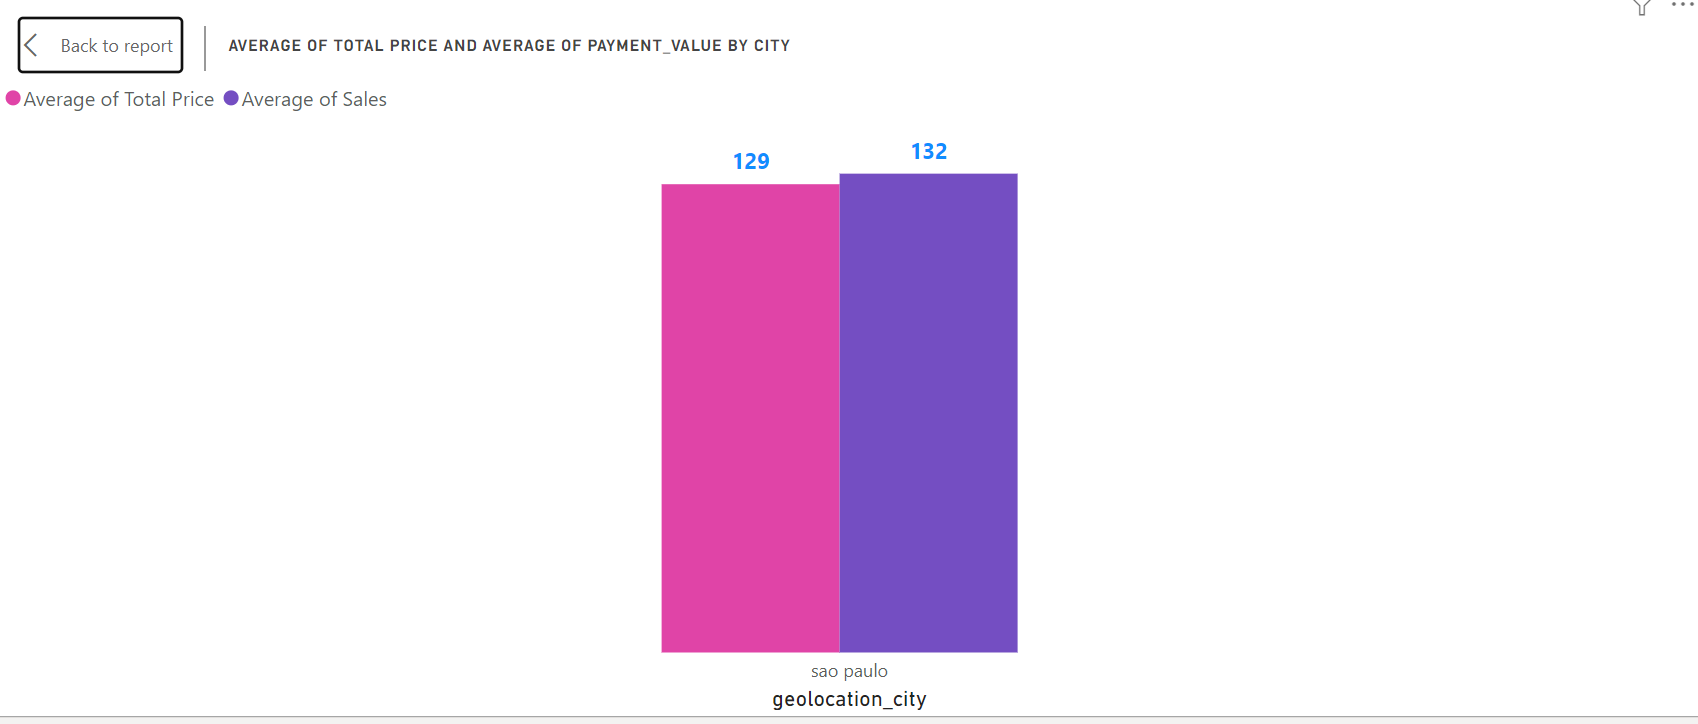 Back to report
AVERAGE OF TOTAL PRICE AND AVERAGE OF PAYMENT_VALUE BY CITY
Average of Total Price Average of Sales
129
132
sao paulo
geolocation_city